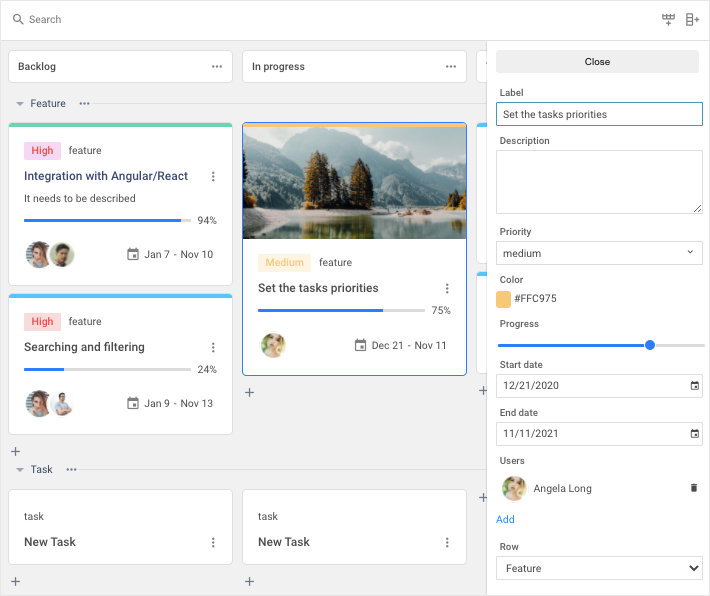 Search
Backlog
In progress
Feature
High feature
Integration with Angular/React
It needs to be described
94%
Jan 7 - Nov 10
High feature
Searching and filtering
24%
Jan 9 - Nov 13
Medium feature
Set the tasks priorities
75%
Dec 21 - Nov 11
Task
task
New Task
task
New Task
Close
Label
Set the tasks priorities
Description
Priority
medium
Color
#FFC975
Progress
Start date
12/21/2020
End date
11/11/2021
Users
Angela Long
Add
Row
Feature